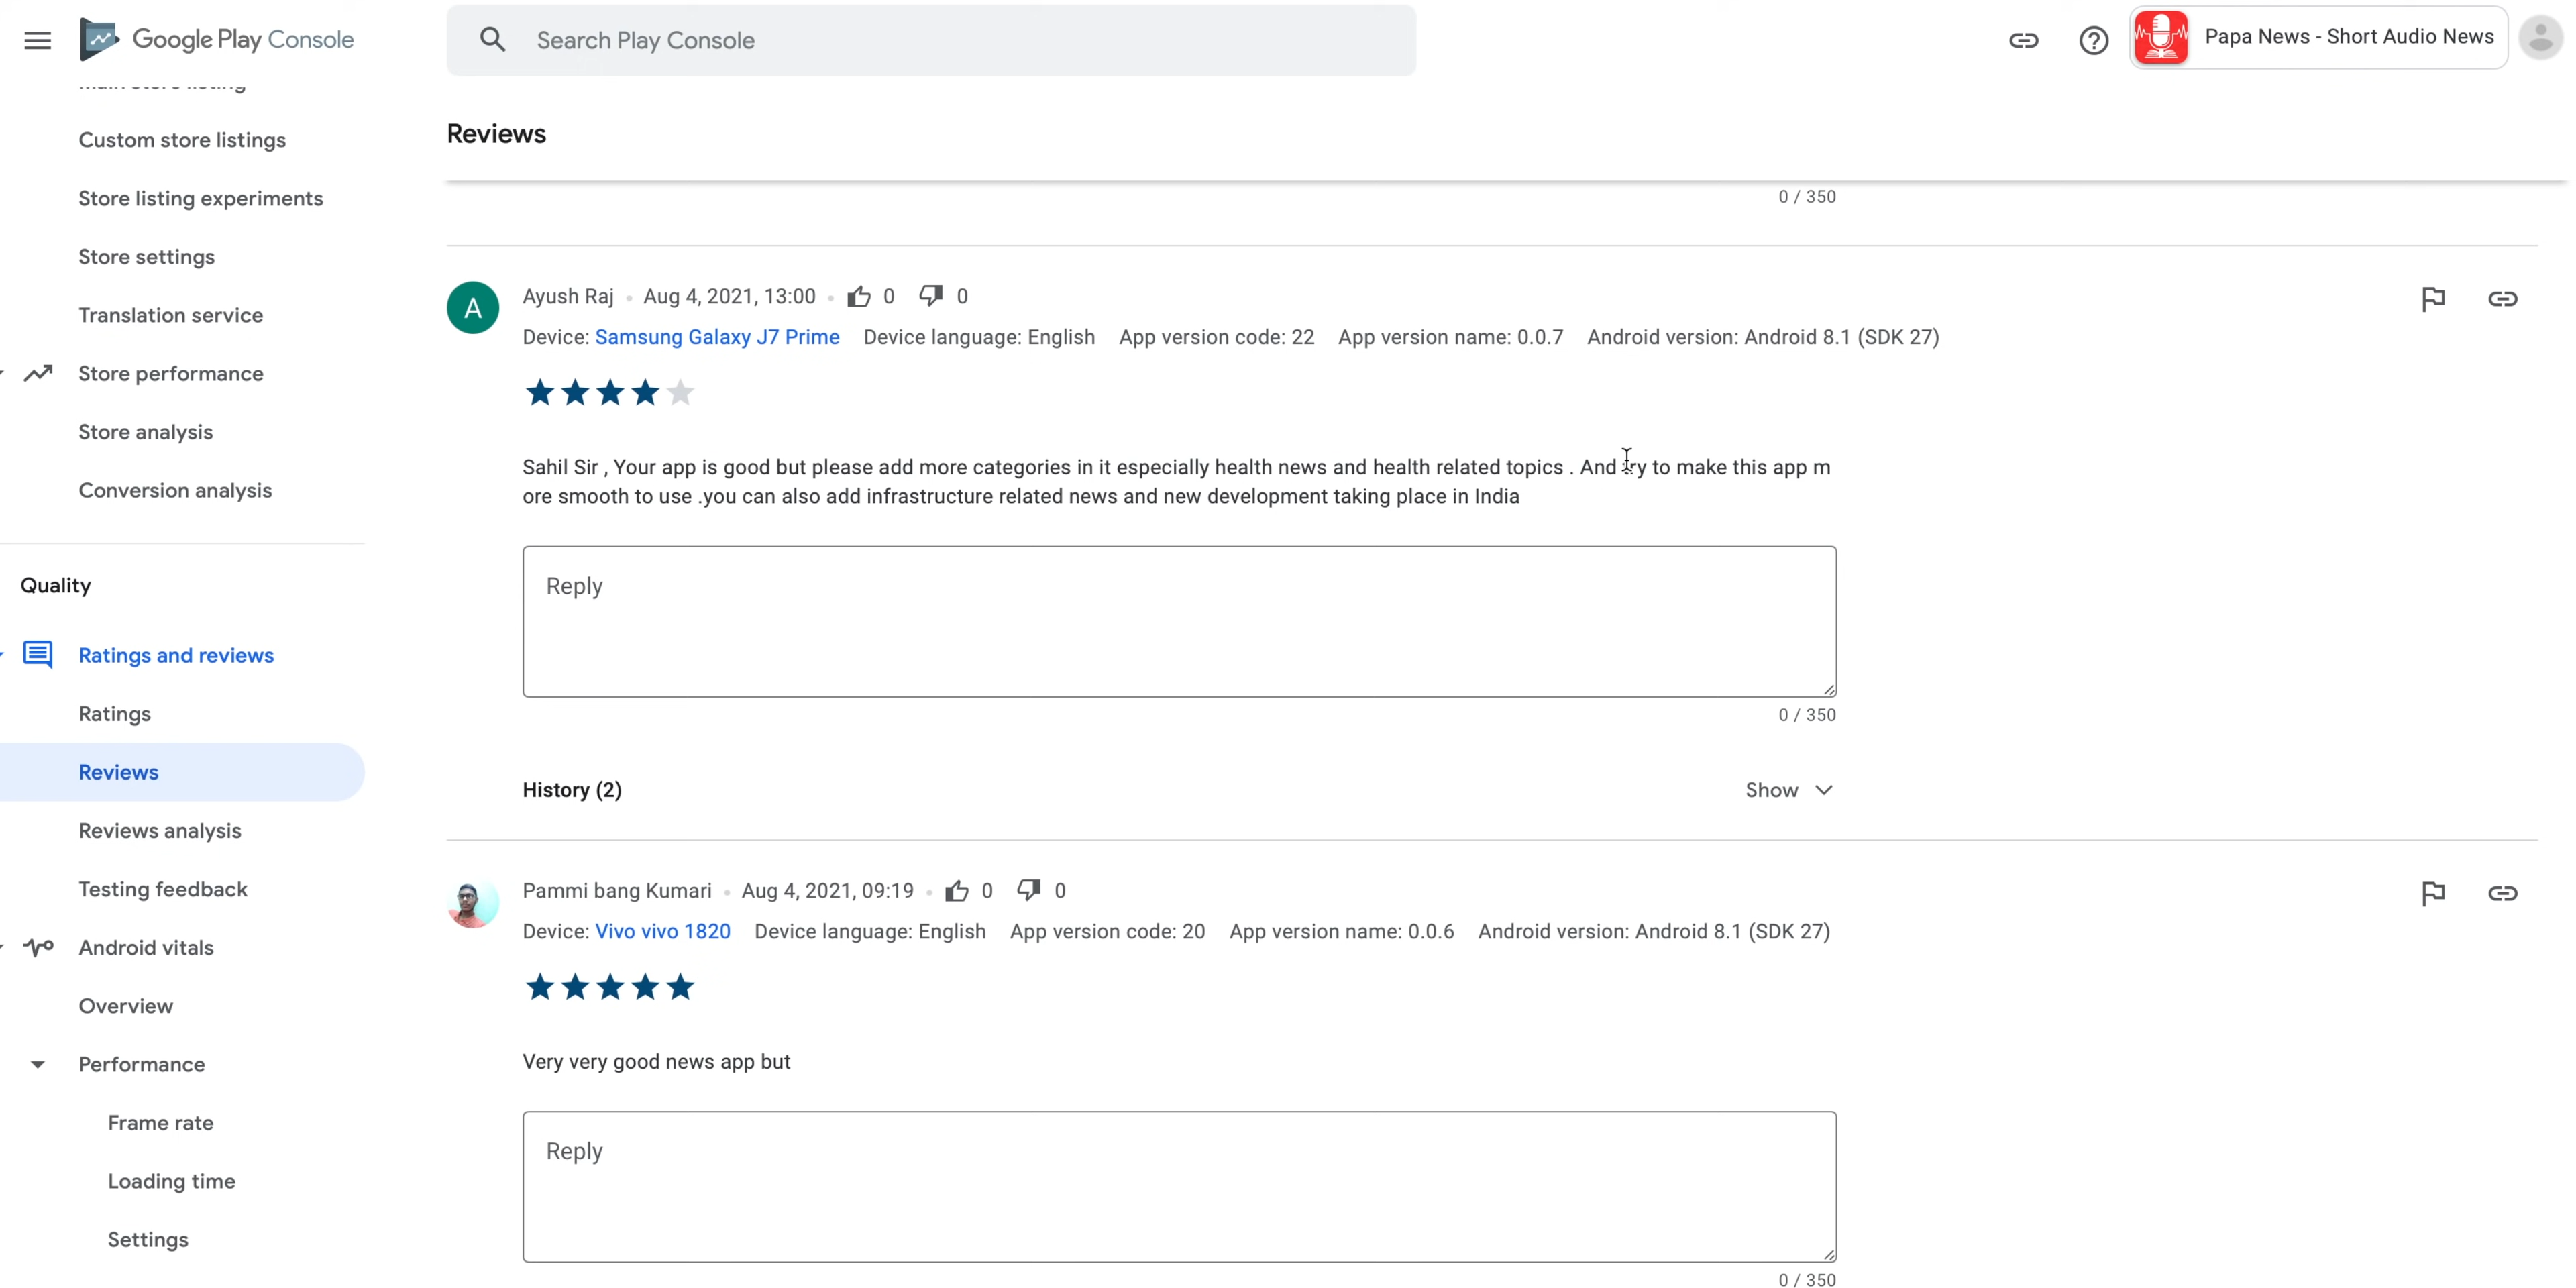 Google Play Console
Search Play Console
Papa News - Short Audio News
Main store listing
Custom store listings
Store listing experiments
Store settings
Translation service
Store performance
Store analysis
Conversion analysis
Quality
Ratings and reviews
Ratings
Reviews
Reviews analysis
Testing feedback
Android vitals
Overview
Performance
Frame rate
Loading time
Settings
Reviews
0 / 350
A
Ayush Raj • Aug 4, 2021, 13:00 • 0 0
Device: Samsung Galaxy J7 Prime Device language: English App version code: 22 App version name: 0.0.7 Android version: Android 8.1 (SDK 27)
Sahil Sir , Your app is good but please add more categories in it especially health news and health related topics . And try to make this app m
ore smooth to use .you can also add infrastructure related news and new development taking place in India
Reply
0 / 350
History (2) Show
Pammi bang Kumari • Aug 4, 2021, 09:19 • 0 0
Device: Vivo vivo 1820 Device language: English App version code: 20 App version name: 0.0.6 Android version: Android 8.1 (SDK 27)
Very very good news app but
Reply
0 / 350